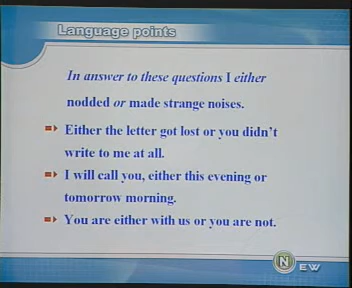 Language points
In answer to these questions I either
nodded or made strange noises.
Either the letter got lost or you didn't
write to me at all.
I will call you, either this evening or
tomorrow morning.
You are either with us or you are not.
N EW